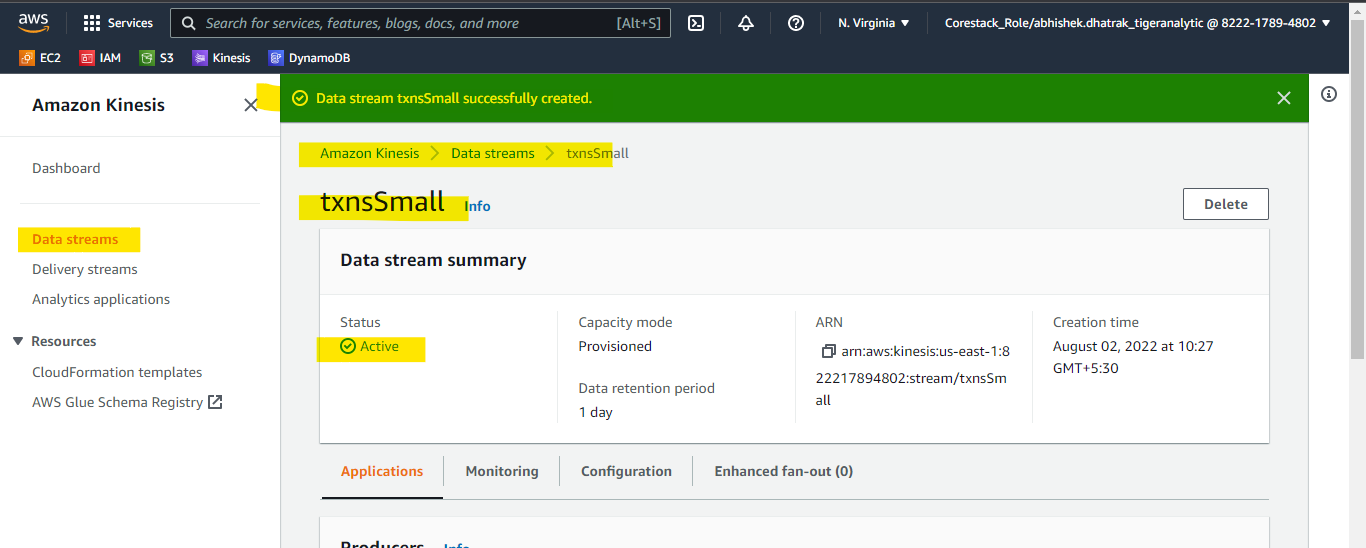 aws Services Search for services, features, blogs, docs, and more [Alt+S] N. Virginia Corestack_Role/abhishek.dhatrak_tigeranalytic @ 8222-1789-4802
EC2 IAM S3 Kinesis DynamoDB
Amazon Kinesis
Dashboard
Data streams
Delivery streams
Analytics applications
Resources
CloudFormation templates
AWS Glue Schema Registry
Data stream txnsSmall successfully created.
Amazon Kinesis Data streams txnsSmall
txnsSmall Info Delete
Data stream summary
Status
Active
Capacity mode
Provisioned
Data retention period
1 day
ARN
arn:aws:kinesis:us-east-1:8
22217894802:stream/txnsSm
all
Creation time
August 02, 2022 at 10:27
GMT+5:30
Applications Monitoring Configuration Enhanced fan-out (0)
Producers Info